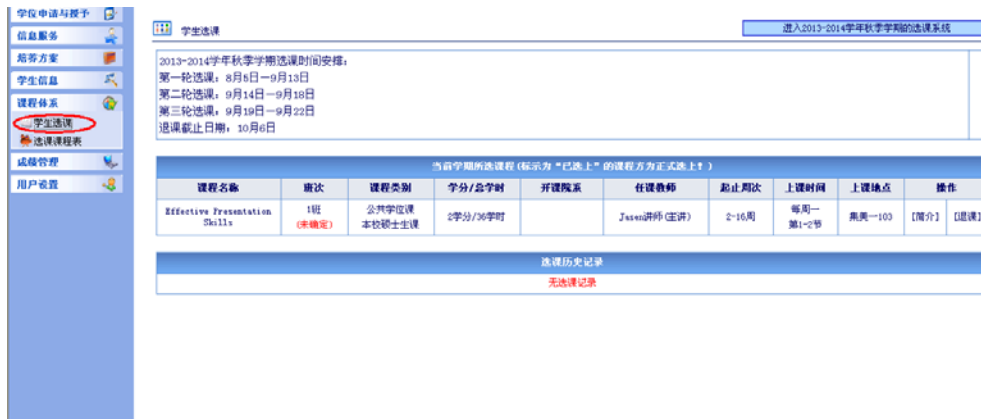 学位申请与授予
信息服务
培养方案
学生信息
课程体系
学生选课
选课课程表
成绩管理
用户设置
学生选课
进入2013-2014学年秋季学期的选课系统
2013-2014学年秋季学期选课时间安排：
第一轮选课：8月5日－9月13日
第二轮选课：9月14日－9月18日
第三轮选课：9月19日－9月22日
退课截止日期：10月6日
当前学期所选课程(标示为“已选上”的课程方为正式选上！)
课程名称 班次 课程类别 学分/总学时 开课院系 任课教师 起止周次 上课时间 上课地点 操作
Effective Presentation Skills 1班 (未确定) 公共学位课 本校硕士生课 2学分/36学时 Jasen讲师(主讲) 2-16周 每周一 第1-2节 集美一103 [简介] [退课]
选课历史记录
无选课记录